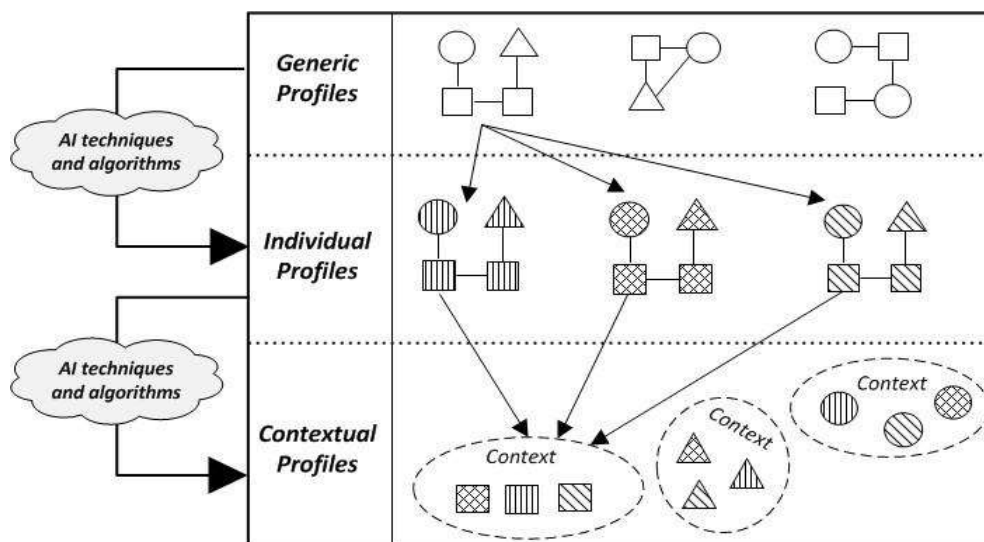 Generic
Profiles
AI techniques
and algorithms
Individual
Profiles
AI techniques
and algorithms
Contextual
Profiles
Context
Context
Context